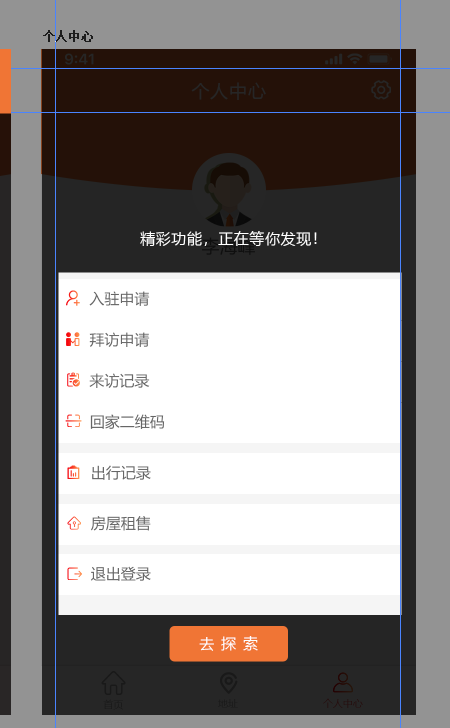 个人中心
9:41
个人中心
精彩功能，正在等你发现！
入驻申请
拜访申请
来访记录
回家二维码
出行记录
房屋租售
退出登录
去探索
首页
个人中心